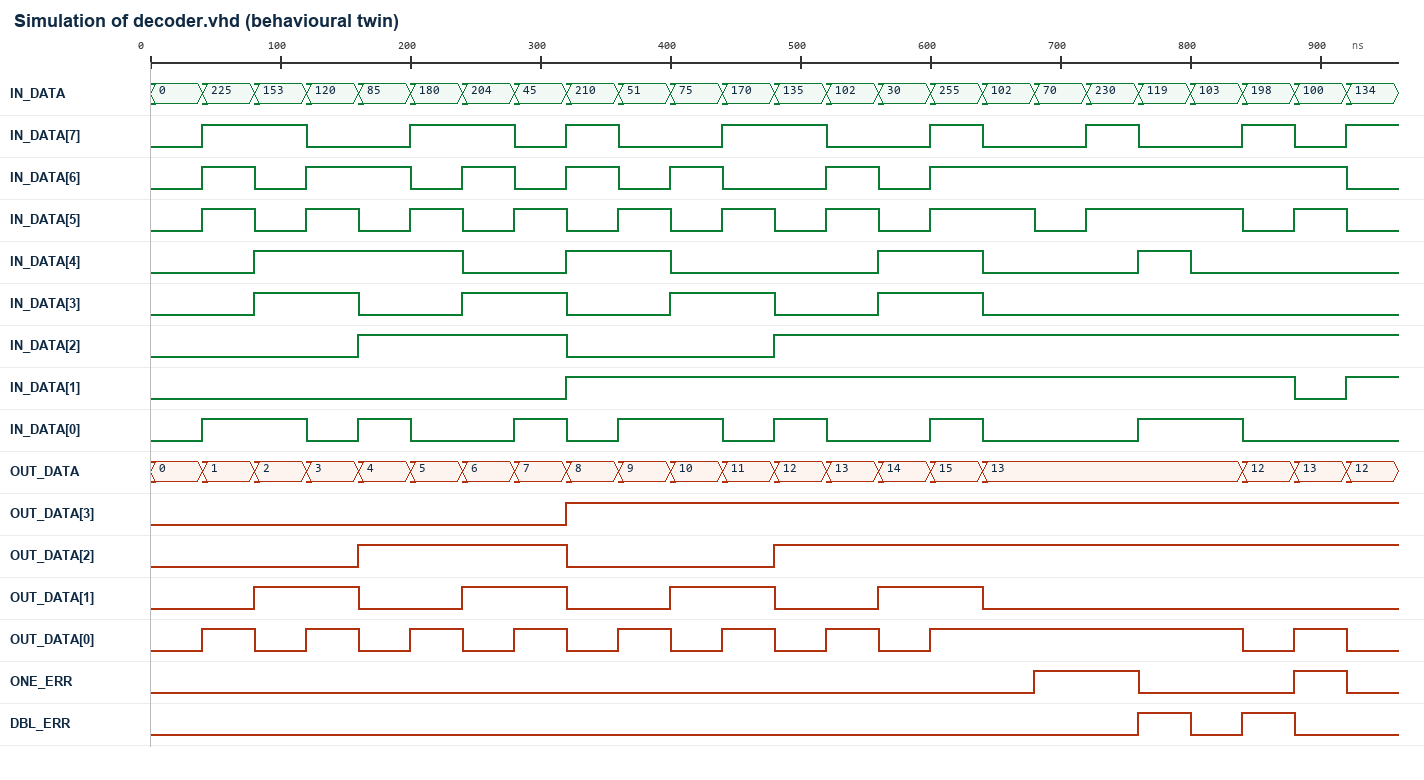 Simulation of decoder.vhd (behavioural twin)
0 100 200 300 400 500 600 700 800 900 ns
IN_DATA 0 225 153 120 85 180 204 45 210 51 75 170 135 102 30 255 102 70 230 119 103 198 100 134
IN_DATA[7]
IN_DATA[6]
IN_DATA[5]
IN_DATA[4]
IN_DATA[3]
IN_DATA[2]
IN_DATA[1]
IN_DATA[0]
OUT_DATA 0 1 2 3 4 5 6 7 8 9 10 11 12 13 14 15 13 12 13 12
OUT_DATA[3]
OUT_DATA[2]
OUT_DATA[1]
OUT_DATA[0]
ONE_ERR
DBL_ERR